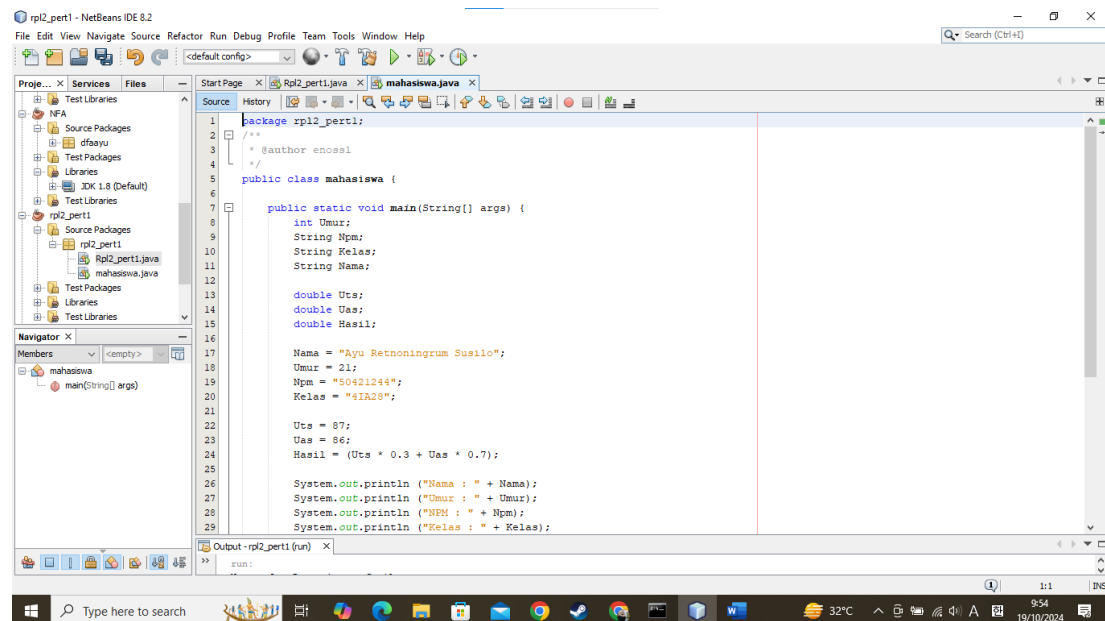 rpl2_pert1 - NetBeans IDE 8.2
File Edit View Navigate Source Refactor Run Debug Profile Team Tools Window Help
Search (Ctrl+I)
<default config>
Proje... Services Files
Start Page Rpl2_pert1.java mahasiswa.java
Source History
Test Libraries
NFA
Source Packages
dfaayu
Test Packages
Libraries
JDK 1.8 (Default)
Test Libraries
rpl2_pert1
Source Packages
rpl2_pert1
Rpl2_pert1.java
mahasiswa.java
Test Packages
Libraries
Test Libraries
Navigator
Members <empty>
mahasiswa
main(String[] args)
1 package rpl2_pert1;
2 /**
3 * @author enossl
4 */
5 public class mahasiswa {
6
7 public static void main(String[] args) {
8 int Umur;
9 String Npm;
10 String Kelas;
11 String Nama;
12
13 double Uts;
14 double Uas;
15 double Hasil;
16
17 Nama = "Ayu Retnoningrum Susilo";
18 Umur = 21;
19 Npm = "50421244";
20 Kelas = "4IA28";
21
22 Uts = 87;
23 Uas = 86;
24 Hasil = (Uts * 0.3 + Uas * 0.7);
25
26 System.out.println ("Nama : " + Nama);
27 System.out.println ("Umur : " + Umur);
28 System.out.println ("NPM : " + Npm);
29 System.out.println ("Kelas : " + Kelas);
Output - rpl2_pert1 (run)
run:
1:1 INS
Type here to search
32°C
A
9:54
19/10/2024